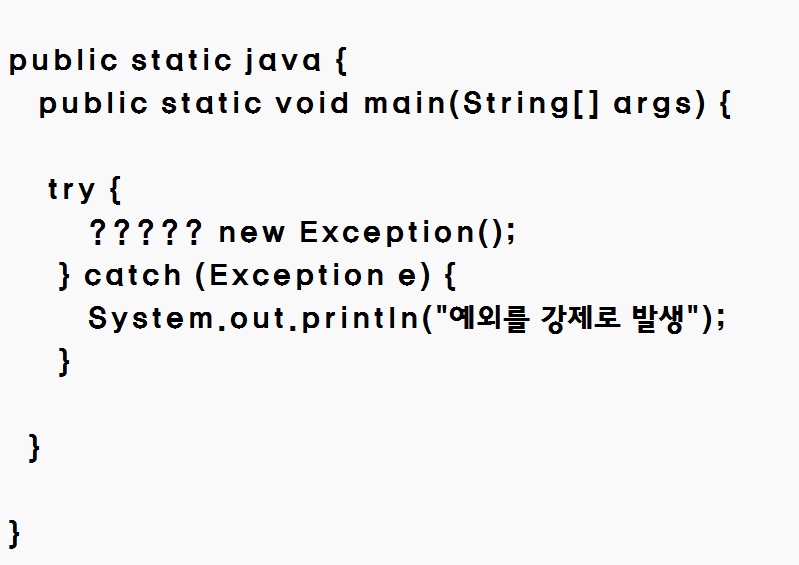 public static java {
public static void main(String[] args) {
try {
????? new Exception();
} catch (Exception e) {
System.out.println("예외를 강제로 발생");
}
}
}